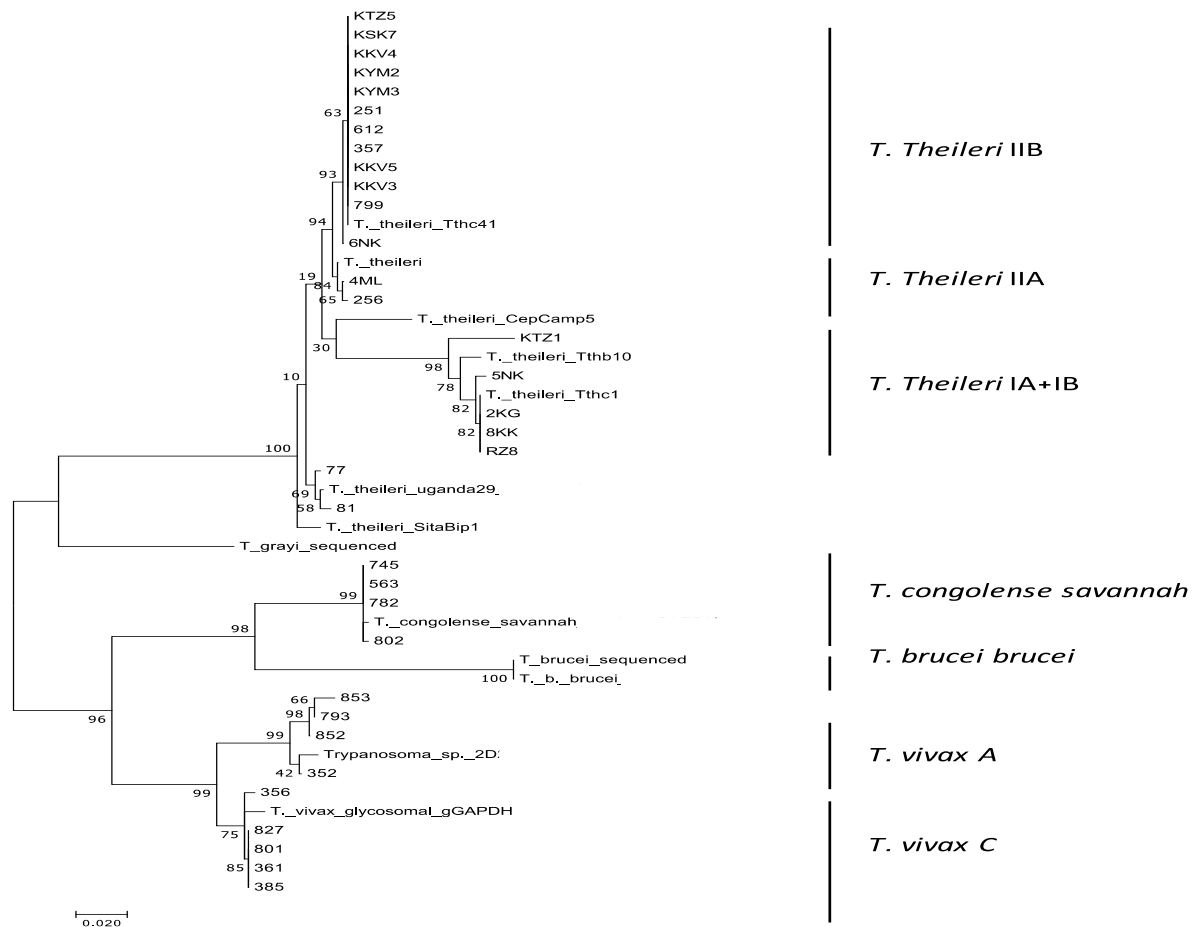 KTZ5
KSK7
KKV4
KYM2
KYM3
251
63
612
357
KKV5
93
KKV3
799
94
T._theileri_Tthc41
6NK
T._theileri
19
84
4ML
65
256
T._theileri_CepCamp5
30
KTZ1
98
T._theileri_Tthb10
10
5NK
78
T._theileri_Tthc1
82
2KG
82
8KK
100
RZ8
77
69
T._theileri_uganda29_
58
81
T._theileri_SitaBip1
T_grayi_sequenced
745
563
99
782
98
T._congolense_savannah
802
T_brucei_sequenced
100
T._b._brucei_
96
66
853
98
793
99
852
Trypanosoma_sp._2D
42
352
99
356
T._vivax_glycosomal_gGAPDH
75
827
801
85
361
385
0.020
T. Theileri IIB
T. Theileri IIA
T. Theileri IA+IB
T. congolense savannah
T. brucei brucei
T. vivax A
T. vivax C